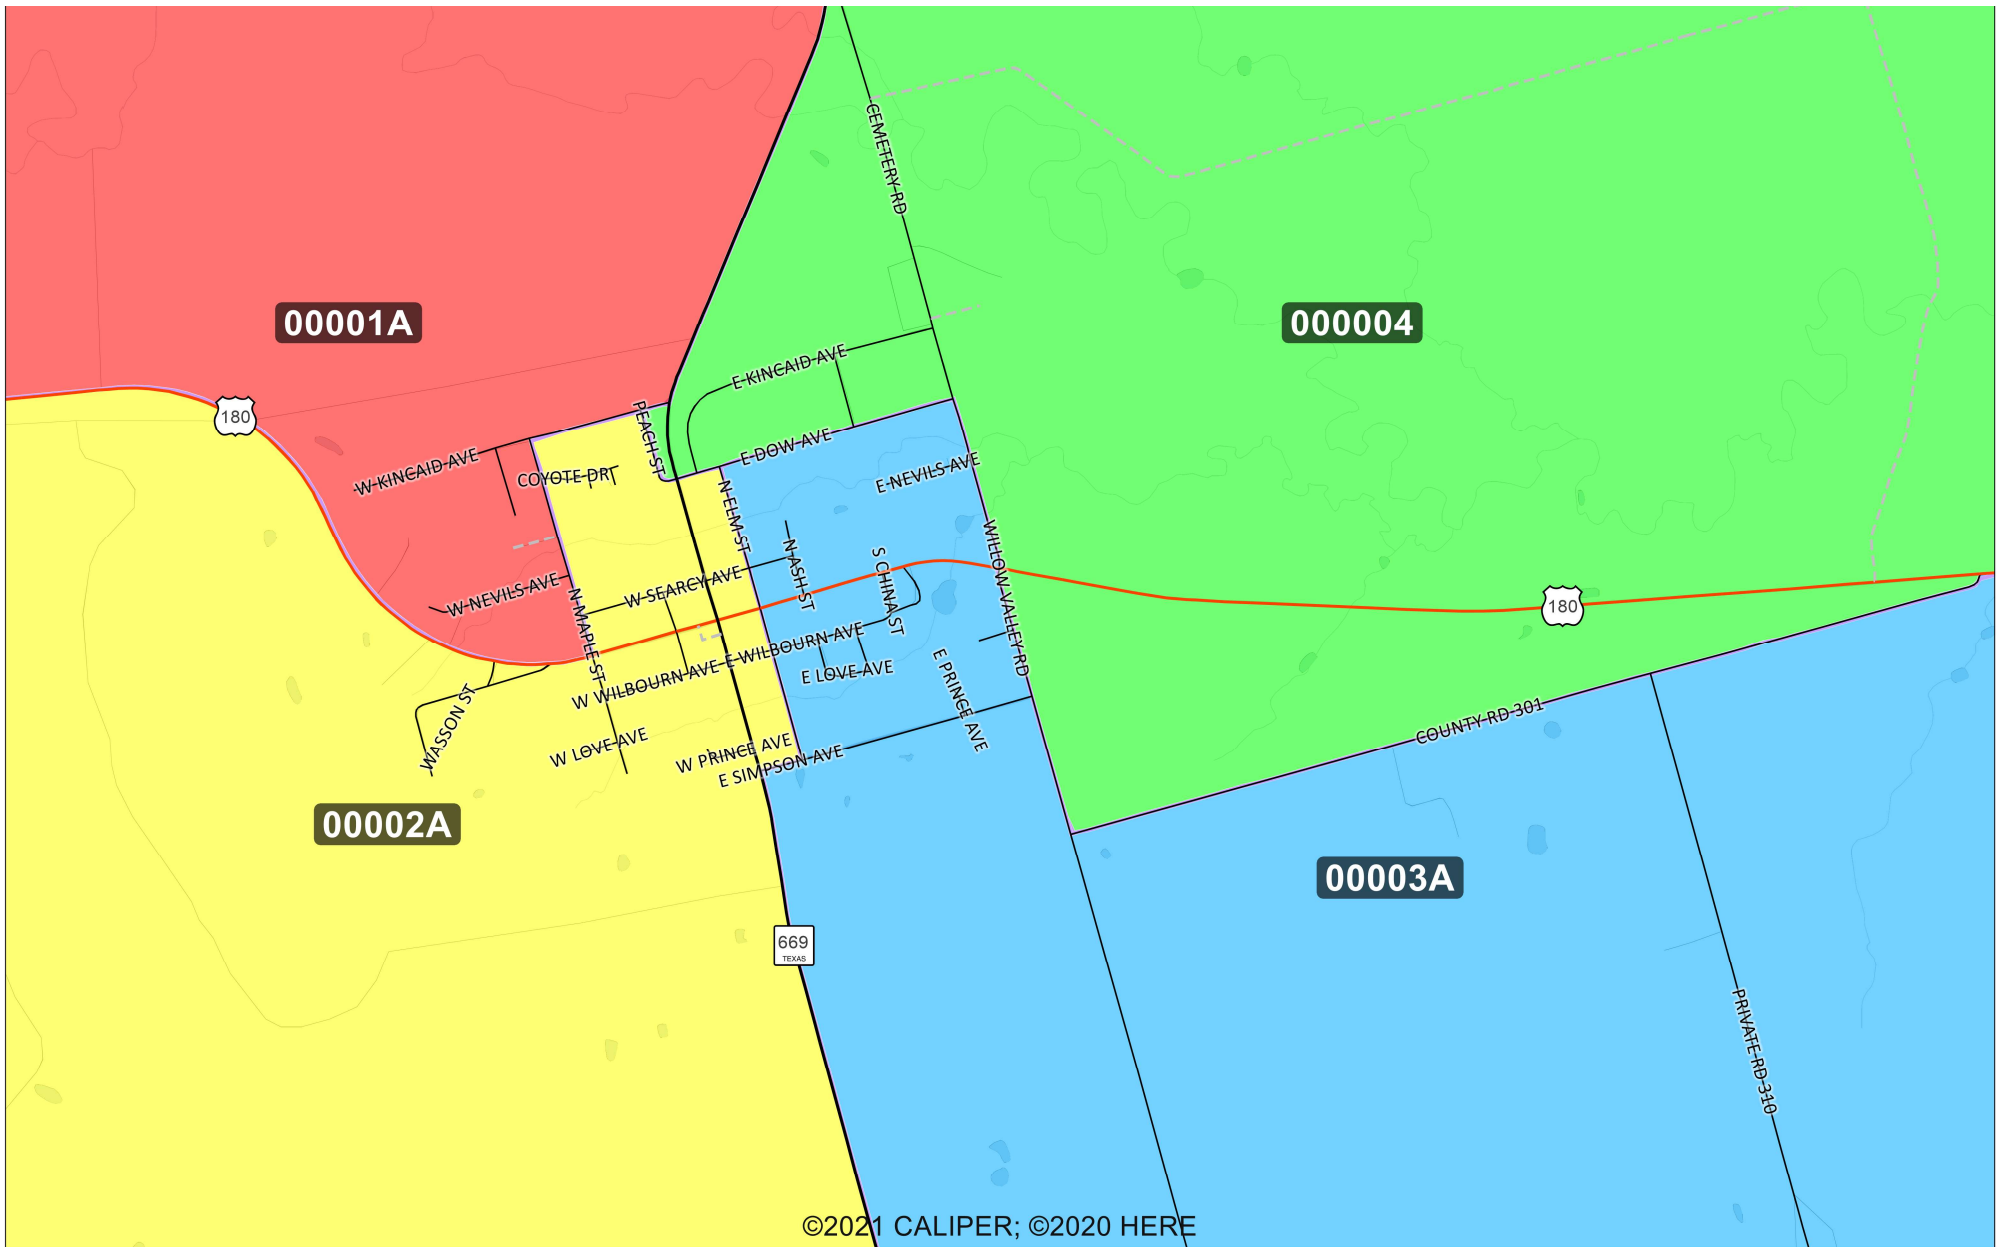 CEMETERY RD
00001A
000004
E KINCAID AVE
180
PEACH ST
E DOW AVE
W KINCAID AVE
COYOTE DR
E NEVILS AVE
N ELM ST
WILLOW VALLEY RD
N ASH ST
S CHINA ST
W SEARCY AVE
W NEVILS AVE
N MAPLE ST
180
E WILBOURN AVE
W WILBOURN AVE
E LOVE AVE
E PRINCE AVE
WASSON ST
W LOVE AVE
W PRINCE AVE
E SIMPSON AVE
COUNTY RD 301
00002A
00003A
669
TEXAS
PRIVATE RD 310
©2021 CALIPER; ©2020 HERE